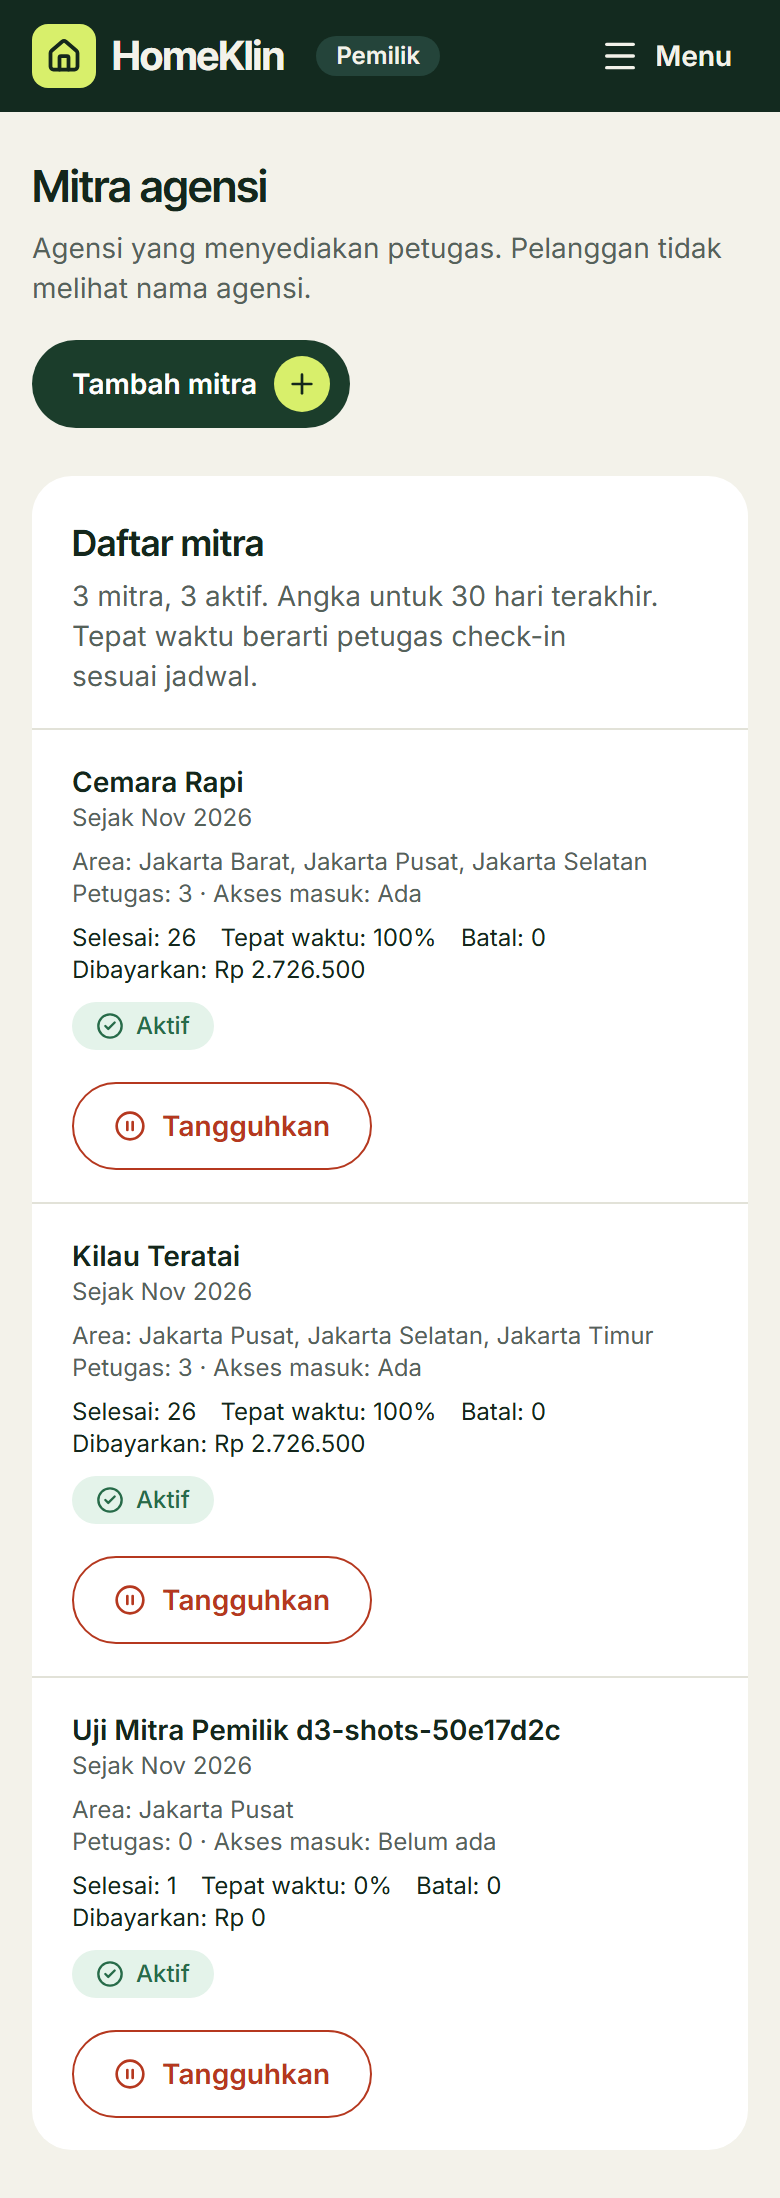 HomeKlin
Pemilik
Menu
Mitra agensi
Agensi yang menyediakan petugas. Pelanggan tidak
melihat nama agensi.
Tambah mitra
Daftar mitra
3 mitra, 3 aktif. Angka untuk 30 hari terakhir.
Tepat waktu berarti petugas check-in
sesuai jadwal.
Cemara Rapi
Sejak Nov 2026
Area: Jakarta Barat, Jakarta Pusat, Jakarta Selatan
Petugas: 3 · Akses masuk: Ada
Selesai: 26 Tepat waktu: 100% Batal: 0
Dibayarkan: Rp 2.726.500
Aktif
Tangguhkan
Kilau Teratai
Sejak Nov 2026
Area: Jakarta Pusat, Jakarta Selatan, Jakarta Timur
Petugas: 3 · Akses masuk: Ada
Selesai: 26 Tepat waktu: 100% Batal: 0
Dibayarkan: Rp 2.726.500
Aktif
Tangguhkan
Uji Mitra Pemilik d3-shots-50e17d2c
Sejak Nov 2026
Area: Jakarta Pusat
Petugas: 0 · Akses masuk: Belum ada
Selesai: 1 Tepat waktu: 0% Batal: 0
Dibayarkan: Rp 0
Aktif
Tangguhkan